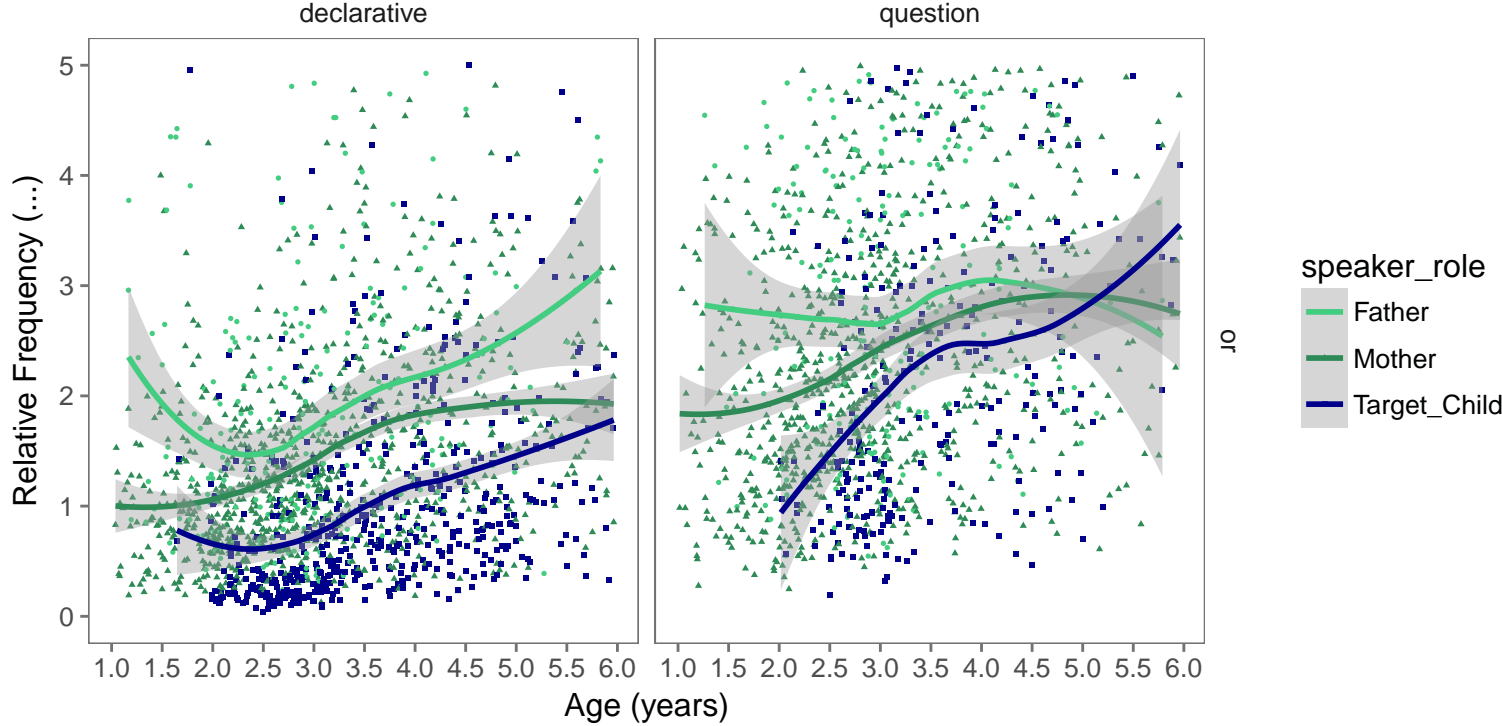 declarative
question
5
4
3
2
1
0
Relative Frequency (...)
1.0 1.5 2.0 2.5 3.0 3.5 4.0 4.5 5.0 5.5 6.0
1.0 1.5 2.0 2.5 3.0 3.5 4.0 4.5 5.0 5.5 6.0
Age (years)
or
speaker_role
Father
Mother
Target_Child